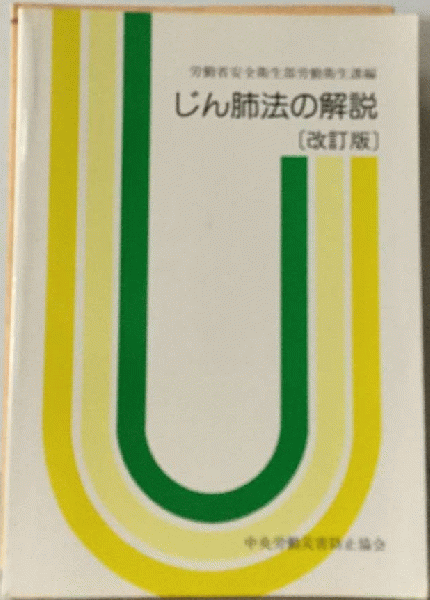 労働省安全衛生部労働衛生課編
じん肺法の解説
〔改訂版〕
中央労働災害防止協会